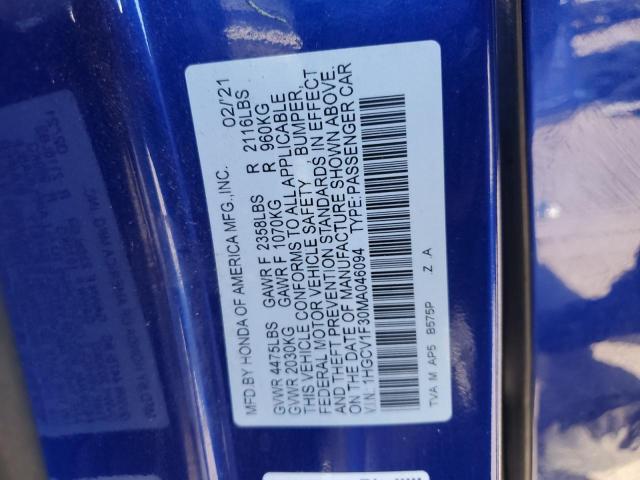 MFD.BY HONDA OF AMERICA MFG.,INC. 02/'21
GVWR 4475LBS GAWR F 2358LBS R 2116LBS
GVWR 2030KG GAWR F 1070KG R 960KG
THIS VEHICLE CONFORMS TO ALL APPLICABLE
FEDERAL MOTOR VEHICLE SAFETY, BUMPER,
AND THEFT PREVENTION STANDARDS IN EFFECT
ON THE DATE OF MANUFACTURE SHOWN ABOVE.
V.I.N.: 1HGCV1F30MA046094 TYPE:PASSENGER CAR
TVA M AP5 B575P Z A